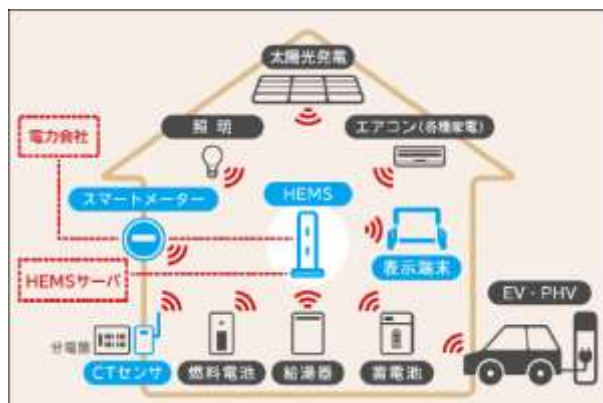 太陽光発電
照明
エアコン(各種家電)
電力会社
スマートメーター
HEMS
表示端末
HEMSサーバ
EV・PHV
分電盤
CTセンサ
燃料電池
給湯器
蓄電池